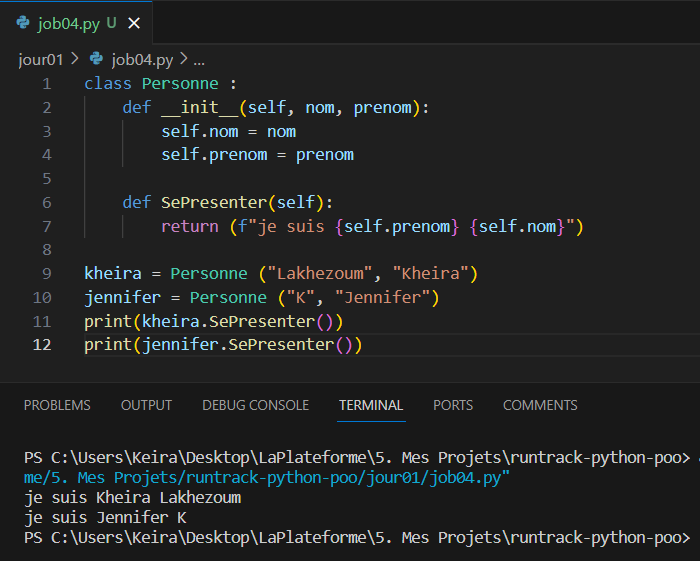 job04.py U
jour01 > job04.py > ...
1 class Personne :
2     def __init__(self, nom, prenom):
3         self.nom = nom
4         self.prenom = prenom
5
6     def SePresenter(self):
7         return (f"je suis {self.prenom} {self.nom}")
8
9 kheira = Personne ("Lakhezoum", "Kheira")
10 jennifer = Personne ("K", "Jennifer")
11 print(kheira.SePresenter())
12 print(jennifer.SePresenter())
PROBLEMS OUTPUT DEBUG CONSOLE TERMINAL PORTS COMMENTS
PS C:\Users\Keira\Desktop\LaPlateforme\5. Mes Projets\runtrack-python-poo>
me/5. Mes Projets/runtrack-python-poo/jour01/job04.py"
je suis Kheira Lakhezoum
je suis Jennifer K
PS C:\Users\Keira\Desktop\LaPlateforme\5. Mes Projets\runtrack-python-poo>